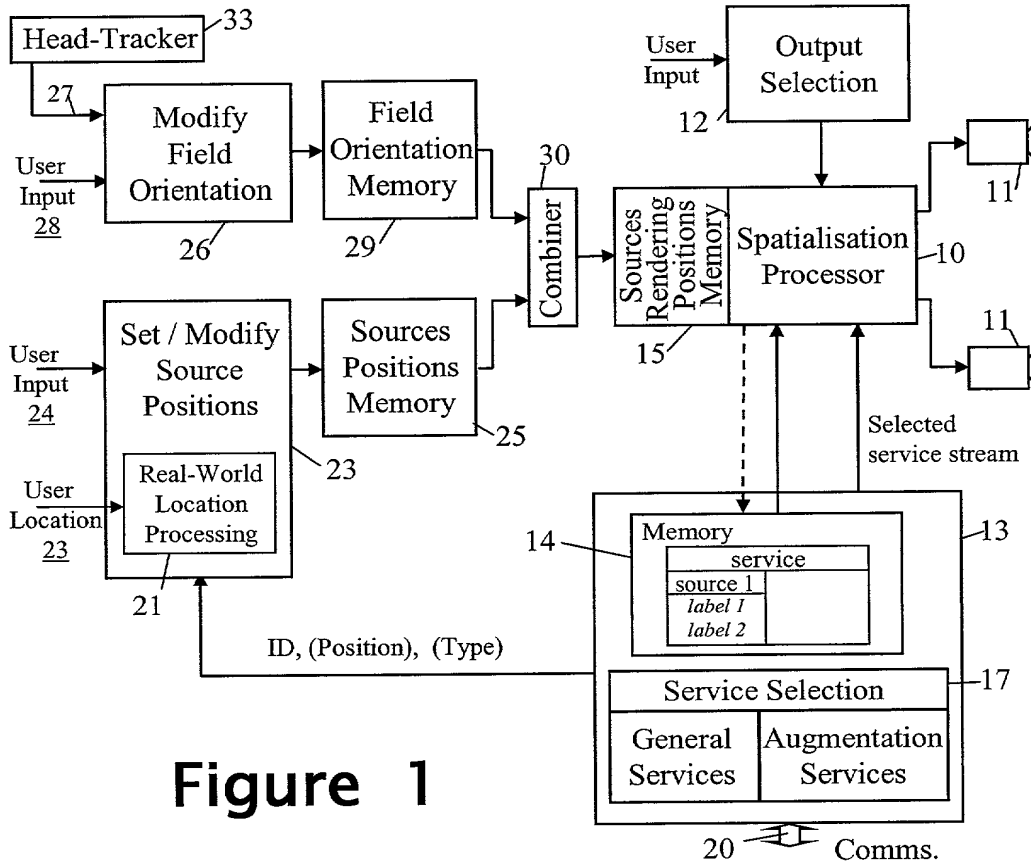 33
Head-Tracker
27
User
Input
28
Modify
Field
Orientation
26
Field
Orientation
Memory
29
User
Input
Output
Selection
12
30
Combiner
Sources
Rendering
Positions
Memory
15
Spatialisation
Processor
10
11
11
User
Input
24
Set / Modify
Source
Positions
Sources
Positions
Memory
25
23
User
Location
23
Real-World
Location
Processing
21
Selected
service stream
14
Memory
service
source 1
label 1
label 2
13
ID, (Position), (Type)
17
Service Selection
General
Services
Augmentation
Services
20
Comms.
Figure 1